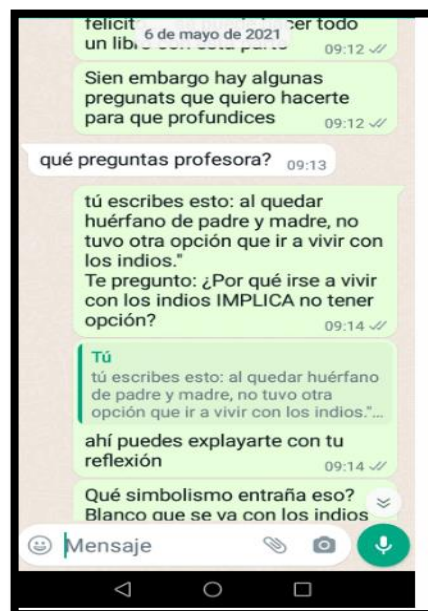 felicit
6 de mayo de 2021
cer todo
un libr con esta parte 09:12
Sien embargo hay algunas
pregunats que quiero hacerte
para que profundices 09:12
qué preguntas profesora? 09:13
tú escribes esto: al quedar
huérfano de padre y madre, no
tuvo otra opción que ir a vivir con
los indios."
Te pregunto: ¿Por qué irse a vivir
con los indios IMPLICA no tener
opción? 09:14
Tú
tú escribes esto: al quedar huérfano
de padre y madre, no tuvo otra
opción que ir a vivir con los indios."...
ahí puedes explayarte con tu
reflexión 09:14
Qué simbolismo entraña eso?
Blanco que se va con los indios
Mensaje